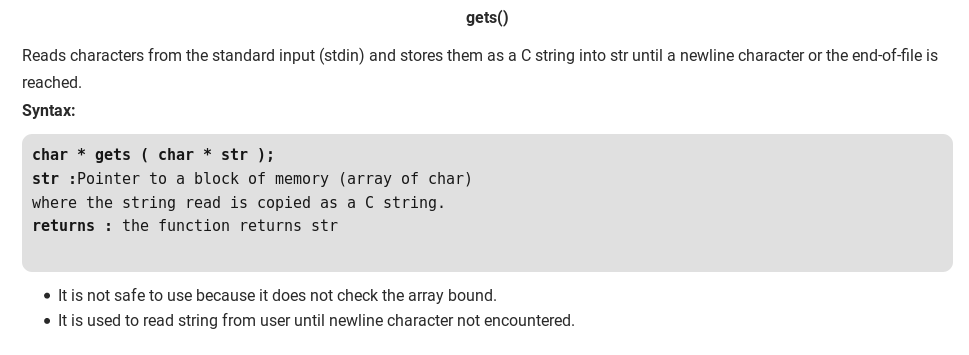 gets()
Reads characters from the standard input (stdin) and stores them as a C string into str until a newline character or the end-of-file is
reached.
Syntax:
char * gets ( char * str );
str :Pointer to a block of memory (array of char)
where the string read is copied as a C string.
returns : the function returns str
• It is not safe to use because it does not check the array bound.
• It is used to read string from user until newline character not encountered.